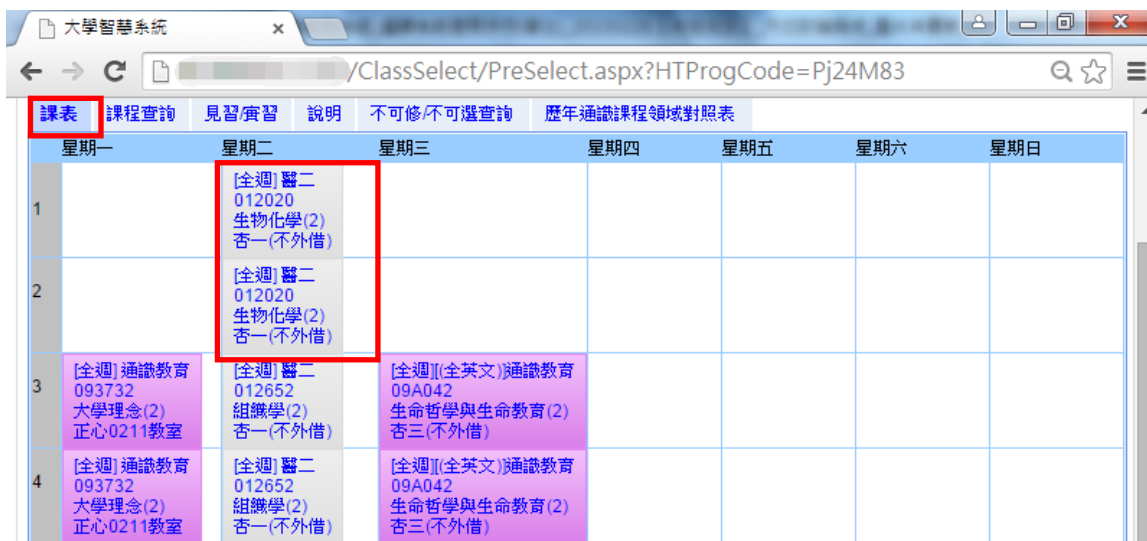 大學智慧系統
/ClassSelect/PreSelect.aspx?HTProgCode=Pj24M83
課表 課程查詢 見習/實習 說明 不可修/不可選查詢 歷年通識課程領域對照表
星期一 星期二 星期三 星期四 星期五 星期六 星期日
1
[全週] 醫二
012020
生物化學(2)
杏一(不外借)
2
[全週] 醫二
012020
生物化學(2)
杏一(不外借)
3
[全週] 通識教育
093732
大學理念(2)
正心0211教室
[全週] 醫二
012652
組織學(2)
杏一(不外借)
[全週][(全英文)]通識教育
09A042
生命哲學與生命教育(2)
杏三(不外借)
4
[全週] 通識教育
093732
大學理念(2)
正心0211教室
[全週] 醫二
012652
組織學(2)
杏一(不外借)
[全週][(全英文)]通識教育
09A042
生命哲學與生命教育(2)
杏三(不外借)